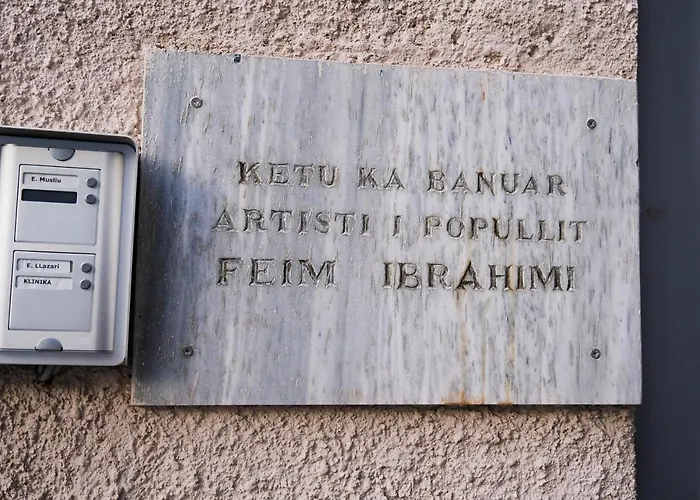 E. Musliu
E. LLazari
KLINIKA
KETU KA BANUAR
ARTISTI I POPULLIT
FEIM IBRAHIMI